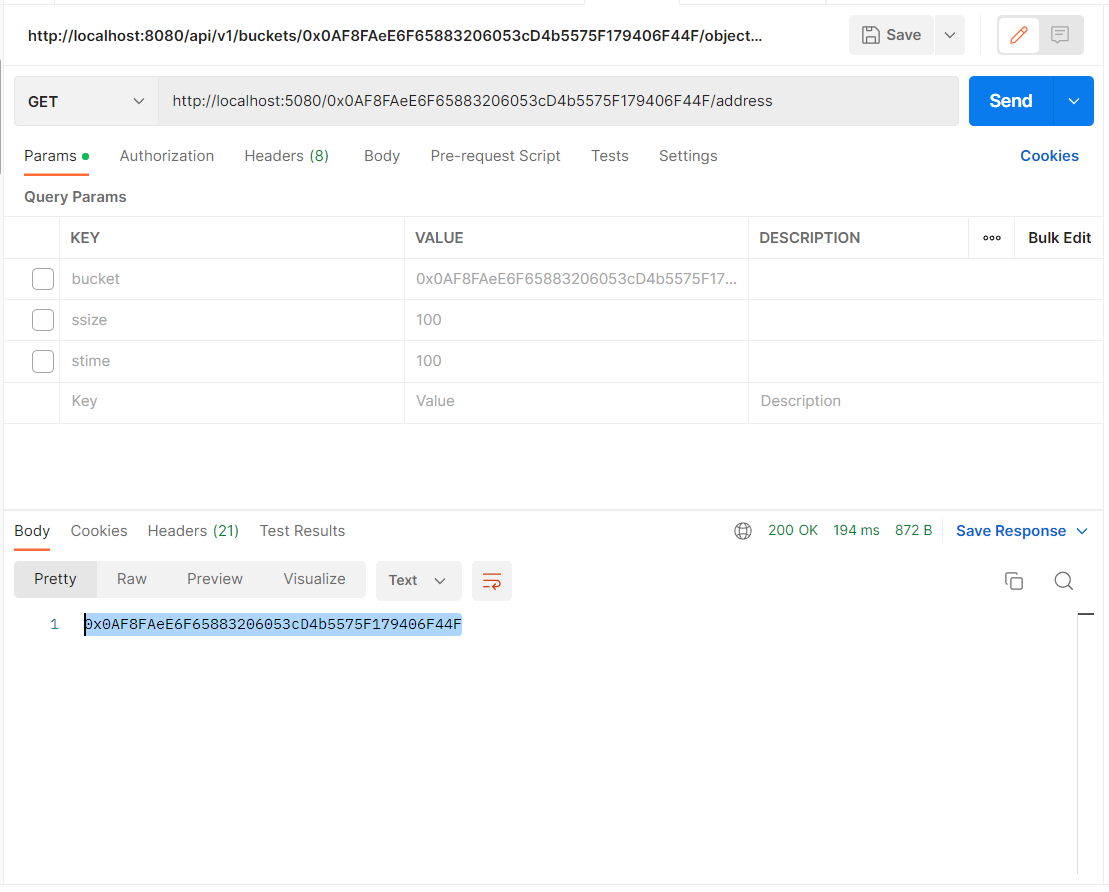 http://localhost:8080/api/v1/buckets/0x0AF8FAeE6F65883206053cD4b5575F179406F44F/object...
Save
GET
http://localhost:5080/0x0AF8FAeE6F65883206053cD4b5575F179406F44F/address
Send
Params Authorization Headers (8) Body Pre-request Script Tests Settings Cookies
Query Params
KEY VALUE DESCRIPTION Bulk Edit
bucket 0x0AF8FAeE6F65883206053cD4b5575F17...
ssize 100
stime 100
Key Value Description
Body Cookies Headers (21) Test Results 200 OK 194 ms 872 B Save Response
Pretty Raw Preview Visualize Text
1 0x0AF8FAeE6F65883206053cD4b5575F179406F44F